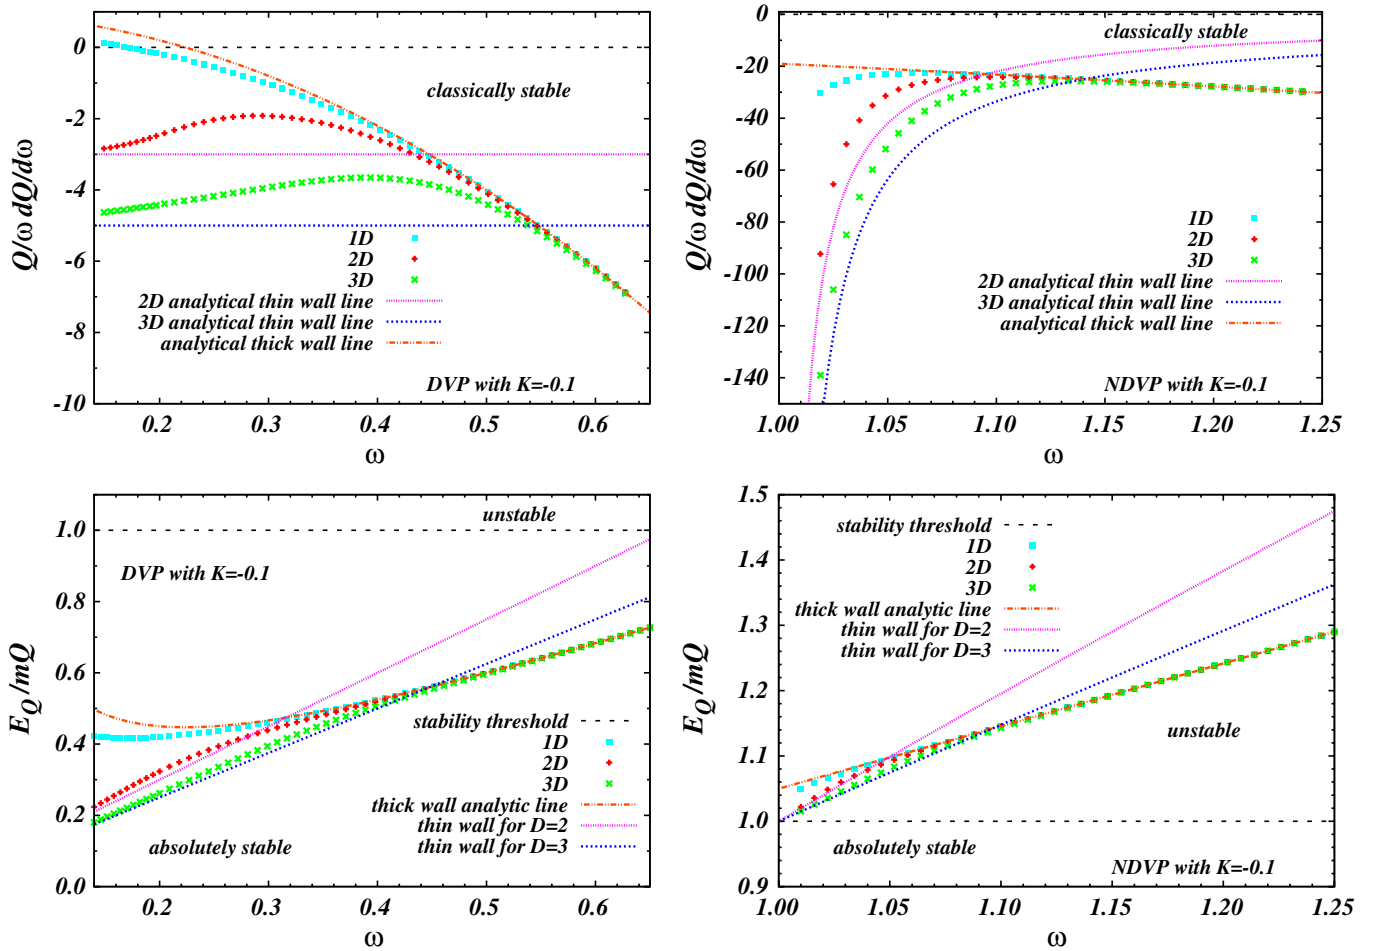 Q/ω dQ/dω
0
-2
-4
-6
-8
-10
classically stable
1D
2D
3D
2D analytical thin wall line
3D analytical thin wall line
analytical thick wall line
DVP with K=-0.1
0.2
0.3
0.4
0.5
0.6
ω
Q/ω dQ/dω
0
-20
-40
-60
-80
-100
-120
-140
classically stable
1D
2D
3D
2D analytical thin wall line
3D analytical thin wall line
analytical thick wall line
NDVP with K=-0.1
1.00
1.05
1.10
1.15
1.20
1.25
ω
E_Q/mQ
1.0
0.8
0.6
0.4
0.2
0.0
unstable
DVP with K=-0.1
stability threshold
1D
2D
3D
thick wall analytic line
thin wall for D=2
thin wall for D=3
absolutely stable
0.2
0.3
0.4
0.5
0.6
ω
E_Q/mQ
1.5
1.4
1.3
1.2
1.1
1.0
0.9
stability threshold
1D
2D
3D
thick wall analytic line
thin wall for D=2
thin wall for D=3
unstable
absolutely stable
NDVP with K=-0.1
1.00
1.05
1.10
1.15
1.20
1.25
ω